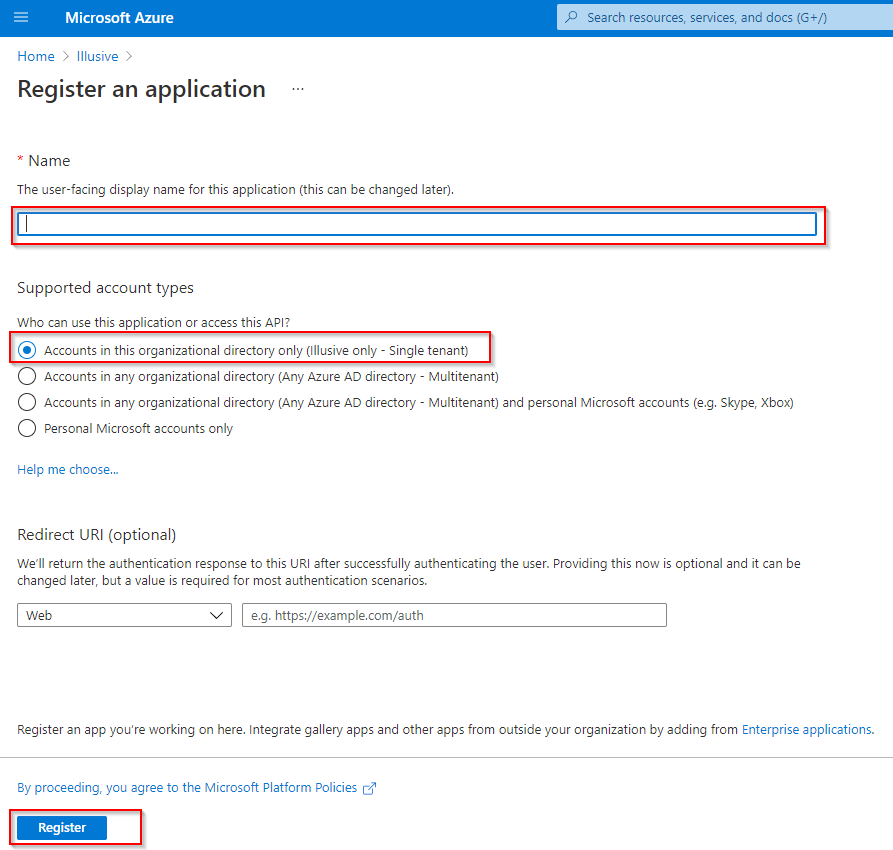 Microsoft Azure
Search resources, services, and docs (G+/)
Home > Illusive >
Register an application ...
* Name
The user-facing display name for this application (this can be changed later).
Supported account types
Who can use this application or access this API?
Accounts in this organizational directory only (Illusive only - Single tenant)
Accounts in any organizational directory (Any Azure AD directory - Multitenant)
Accounts in any organizational directory (Any Azure AD directory - Multitenant) and personal Microsoft accounts (e.g. Skype, Xbox)
Personal Microsoft accounts only
Help me choose...
Redirect URI (optional)
We'll return the authentication response to this URI after successfully authenticating the user. Providing this now is optional and it can be
changed later, but a value is required for most authentication scenarios.
Web
e.g. https://example.com/auth
Register an app you're working on here. Integrate gallery apps and other apps from outside your organization by adding from Enterprise applications.
By proceeding, you agree to the Microsoft Platform Policies
Register